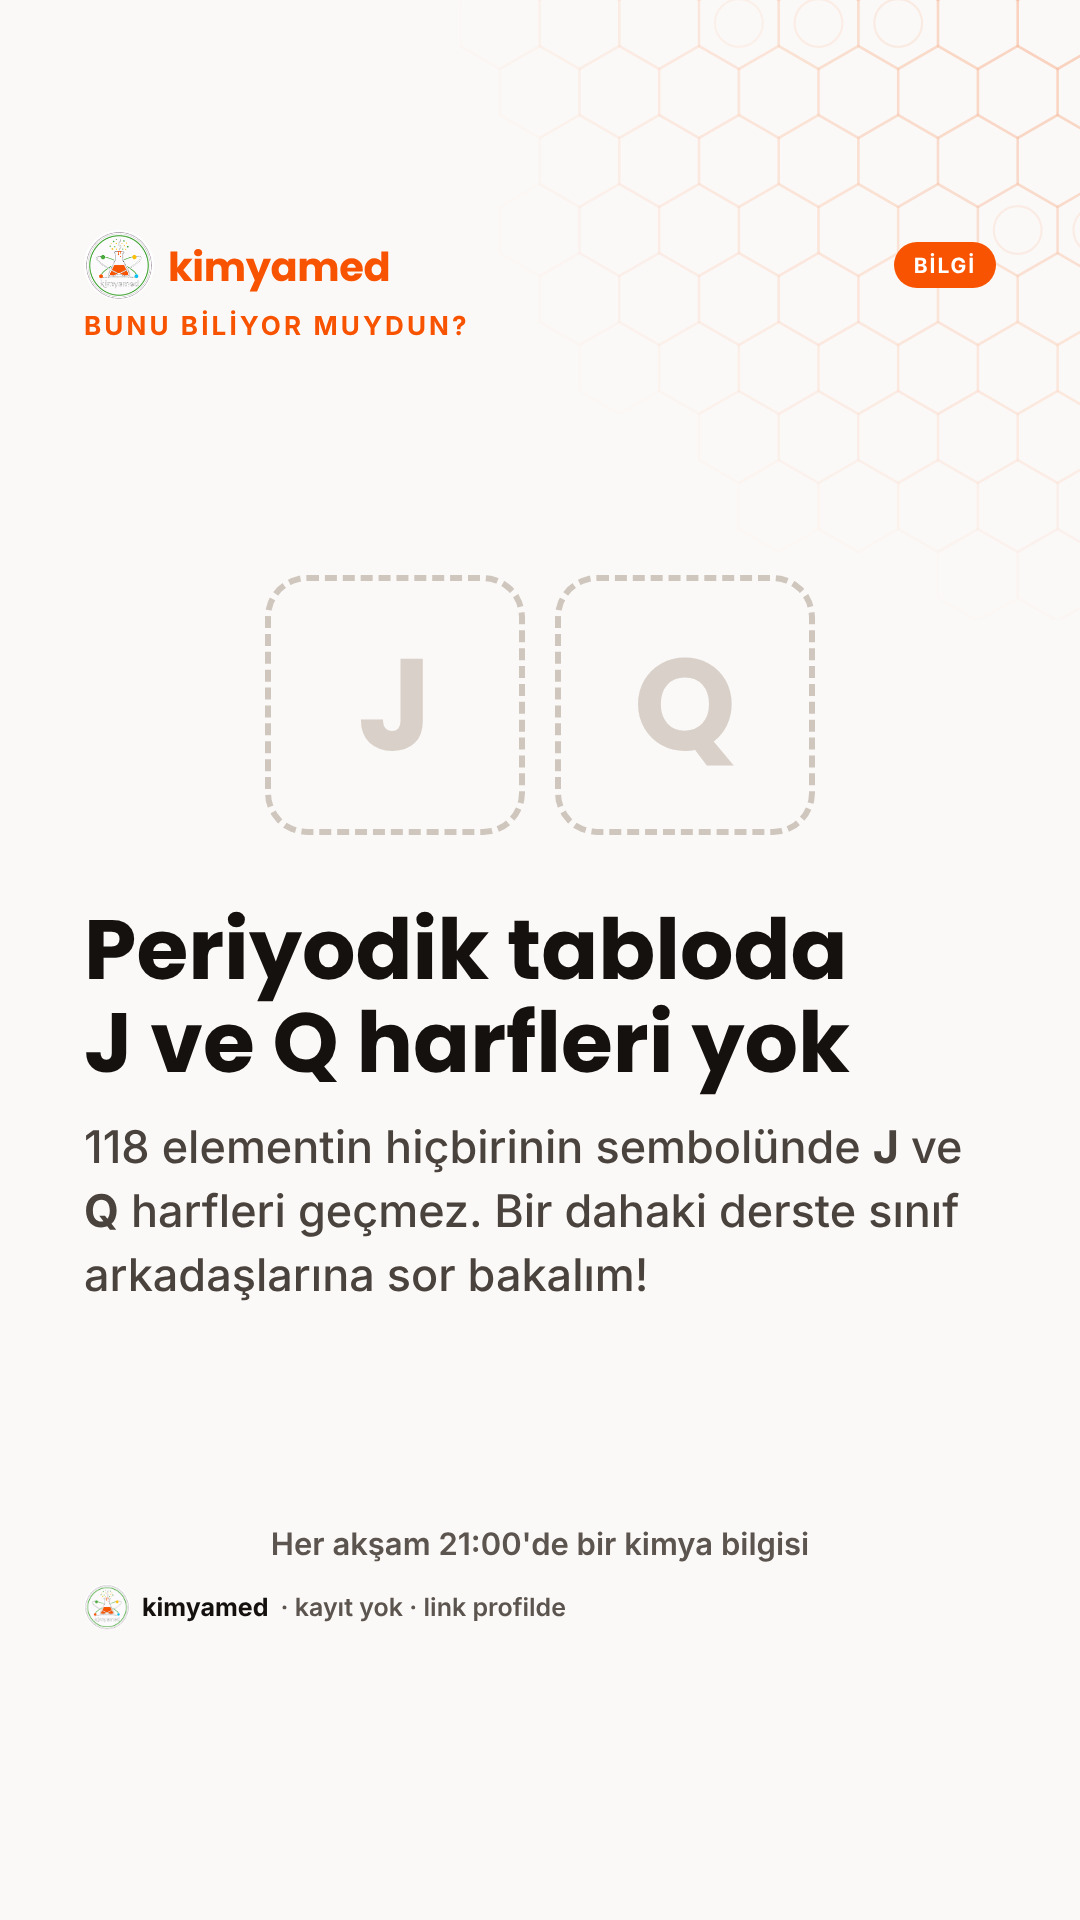 kimyamed
BİLGİ
BUNU BİLİYOR MUYDUN?
J
Q
Periyodik tabloda
J ve Q harfleri yok
118 elementin hiçbirinin sembolünde J ve
Q harfleri geçmez. Bir dahaki derste sınıf
arkadaşlarına sor bakalım!
Her akşam 21:00'de bir kimya bilgisi
kimyamed · kayıt yok · link profilde